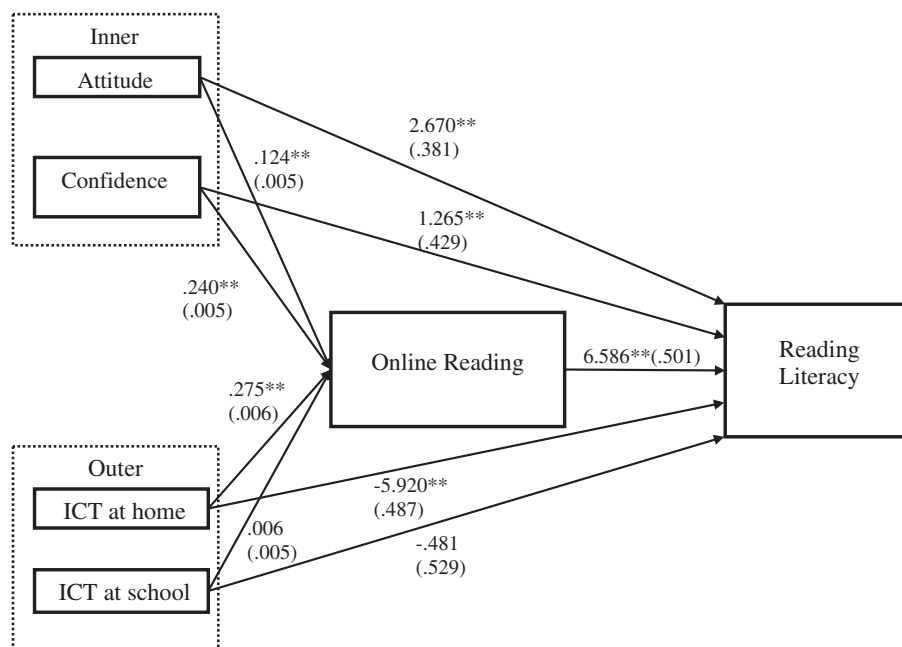 Inner
Attitude
2.670**
(.381)
.124**
(.005)
Confidence
1.265**
(.429)
.240**
(.005)
Online Reading
6.586**(.501)
Reading
Literacy
.275**
(.006)
Outer
ICT at home
-5.920**
(.487)
.006
(.005)
-.481
(.529)
ICT at school